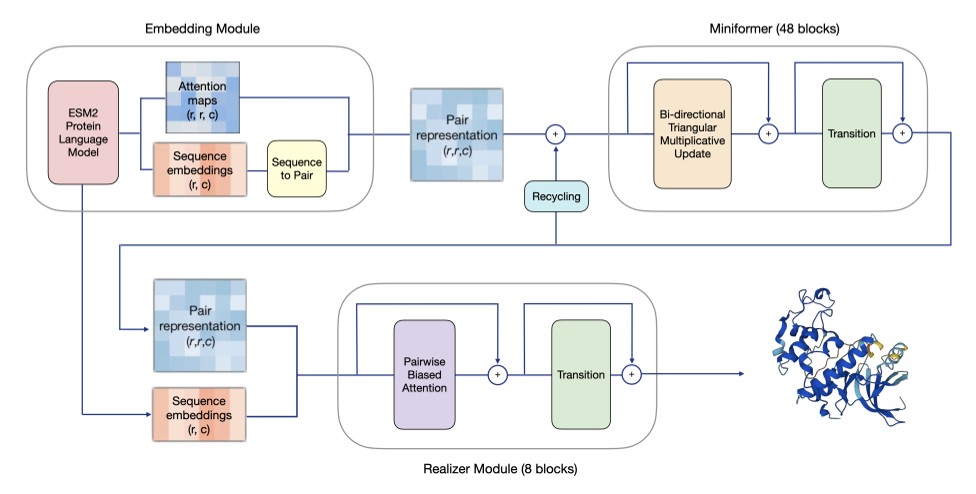 Embedding Module
Miniformer (48 blocks)
ESM2
Protein
Language
Model
Attention
maps
(r, r, c)
Sequence
embeddings
(r, c)
Sequence
to Pair
Pair
representation
(r,r,c)
+
Recycling
Bi-directional
Triangular
Multiplicative
Update
+
Transition
+
Pair
representation
(r,r,c)
Sequence
embeddings
(r, c)
Pairwise
Biased
Attention
+
Transition
+
Realizer Module (8 blocks)